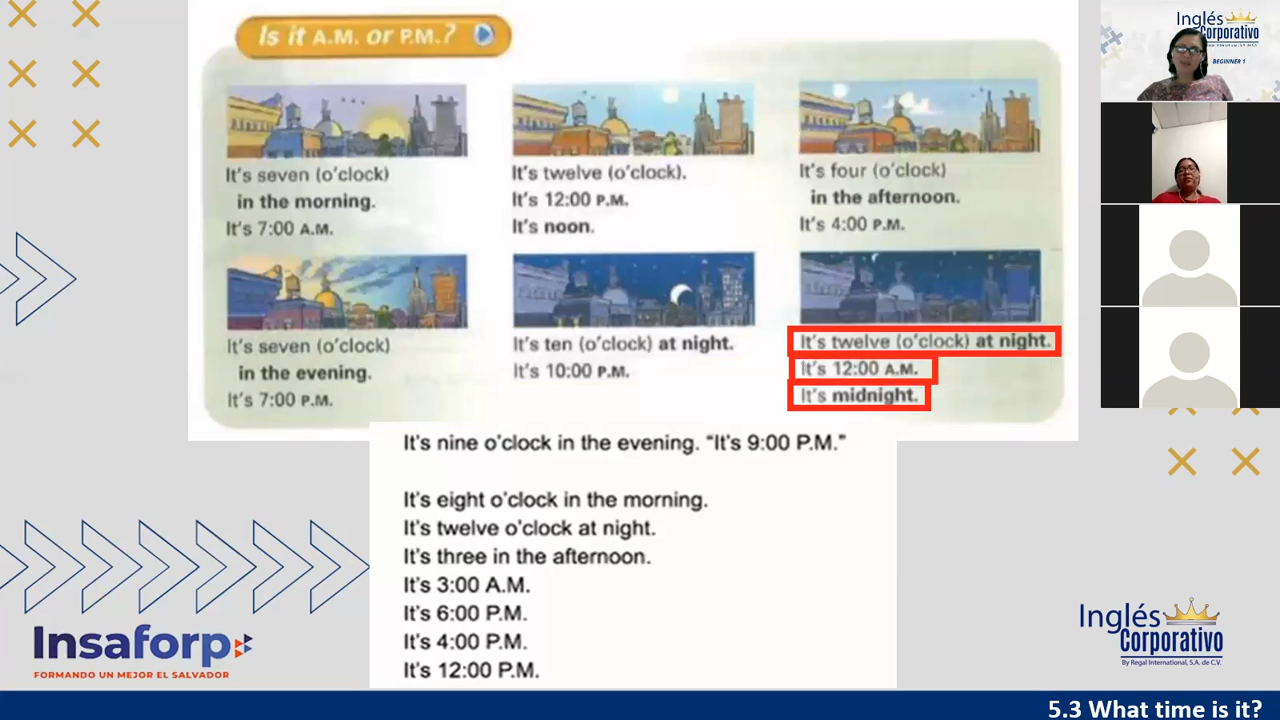 Is it A.M. or P.M.?
It's seven (o'clock)
in the morning.
It's 7:00 A.M.
It's twelve (o'clock).
It's 12:00 P.M.
It's noon.
It's four (o'clock)
in the afternoon.
It's 4:00 P.M.
It's seven (o'clock)
in the evening.
It's 7:00 P.M.
It's ten (o'clock) at night.
It's 10:00 P.M.
It's twelve (o'clock) at night.
It's 12:00 A.M.
It's midnight.
It's nine o'clock in the evening. "It's 9:00 P.M."
It's eight o'clock in the morning.
It's twelve o'clock at night.
It's three in the afternoon.
It's 3:00 A.M.
It's 6:00 P.M.
It's 4:00 P.M.
It's 12:00 P.M.
Inglés
Corporativo
BEGINNER 1
Insaforp
FORMANDO UN MEJOR EL SALVADOR
Inglés
Corporativo
By Regal International, S.A. de C.V.
5.3 What time is it?